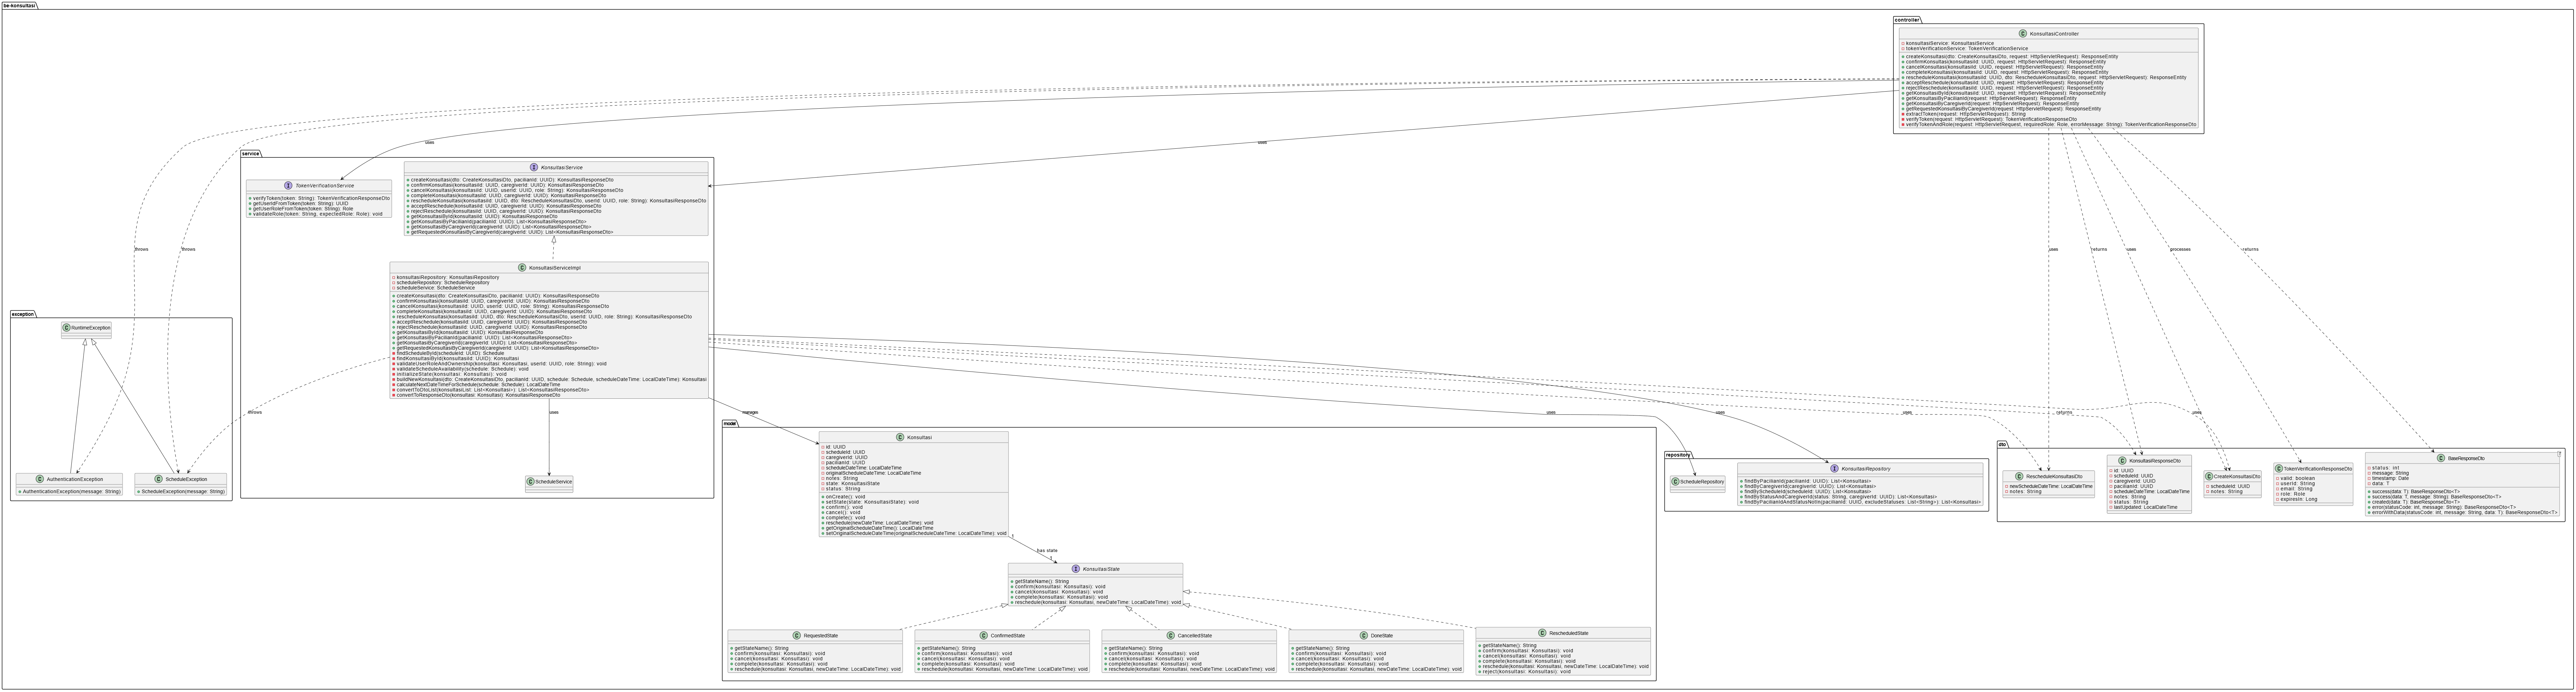 be-konsultasi
controller
KonsultasiController
konsultasiService: KonsultasiService
tokenVerificationService: TokenVerificationService
createKonsultasi(dto: CreateKonsultasiDto, request: HttpServletRequest): ResponseEntity
confirmKonsultasi(konsultasiId: UUID, request: HttpServletRequest): ResponseEntity
cancelKonsultasi(konsultasiId: UUID, request: HttpServletRequest): ResponseEntity
completeKonsultasi(konsultasiId: UUID, request: HttpServletRequest): ResponseEntity
rescheduleKonsultasi(konsultasiId: UUID, dto: RescheduleKonsultasiDto, request: HttpServletRequest): ResponseEntity
acceptReschedule(konsultasiId: UUID, request: HttpServletRequest): ResponseEntity
rejectReschedule(konsultasiId: UUID, request: HttpServletRequest): ResponseEntity
getKonsultasiById(konsultasiId: UUID, request: HttpServletRequest): ResponseEntity
getKonsultasiByPacilianId(request: HttpServletRequest): ResponseEntity
getKonsultasiByCaregiverId(request: HttpServletRequest): ResponseEntity
getRequestedKonsultasiByCaregiverId(request: HttpServletRequest): ResponseEntity
extractToken(request: HttpServletRequest): String
verifyToken(request: HttpServletRequest): TokenVerificationResponseDto
verifyTokenAndRole(request: HttpServletRequest, requiredRole: Role, errorMessage: String): TokenVerificationResponseDto
uses
uses
throws
throws
uses
returns
uses
processes
returns
service
TokenVerificationService
verifyToken(token: String): TokenVerificationResponseDto
getUserIdFromToken(token: String): UUID
getUserRoleFromToken(token: String): Role
validateRole(token: String, expectedRole: Role): void
KonsultasiService
createKonsultasi(dto: CreateKonsultasiDto, pacilianId: UUID): KonsultasiResponseDto
confirmKonsultasi(konsultasiId: UUID, caregiverId: UUID): KonsultasiResponseDto
cancelKonsultasi(konsultasiId: UUID, userId: UUID, role: String): KonsultasiResponseDto
completeKonsultasi(konsultasiId: UUID, caregiverId: UUID): KonsultasiResponseDto
rescheduleKonsultasi(konsultasiId: UUID, dto: RescheduleKonsultasiDto, userId: UUID, role: String): KonsultasiResponseDto
acceptReschedule(konsultasiId: UUID, caregiverId: UUID): KonsultasiResponseDto
rejectReschedule(konsultasiId: UUID, caregiverId: UUID): KonsultasiResponseDto
getKonsultasiById(konsultasiId: UUID): KonsultasiResponseDto
getKonsultasiByPacilianId(pacilianId: UUID): List<KonsultasiResponseDto>
getKonsultasiByCaregiverId(caregiverId: UUID): List<KonsultasiResponseDto>
getRequestedKonsultasiByCaregiverId(caregiverId: UUID): List<KonsultasiResponseDto>
KonsultasiServiceImpl
konsultasiRepository: KonsultasiRepository
scheduleRepository: ScheduleRepository
scheduleService: ScheduleService
createKonsultasi(dto: CreateKonsultasiDto, pacilianId: UUID): KonsultasiResponseDto
confirmKonsultasi(konsultasiId: UUID, caregiverId: UUID): KonsultasiResponseDto
cancelKonsultasi(konsultasiId: UUID, userId: UUID, role: String): KonsultasiResponseDto
completeKonsultasi(konsultasiId: UUID, caregiverId: UUID): KonsultasiResponseDto
rescheduleKonsultasi(konsultasiId: UUID, dto: RescheduleKonsultasiDto, userId: UUID, role: String): KonsultasiResponseDto
acceptReschedule(konsultasiId: UUID, caregiverId: UUID): KonsultasiResponseDto
rejectReschedule(konsultasiId: UUID, caregiverId: UUID): KonsultasiResponseDto
getKonsultasiById(konsultasiId: UUID): KonsultasiResponseDto
getKonsultasiByPacilianId(pacilianId: UUID): List<KonsultasiResponseDto>
getKonsultasiByCaregiverId(caregiverId: UUID): List<KonsultasiResponseDto>
getRequestedKonsultasiByCaregiverId(caregiverId: UUID): List<KonsultasiResponseDto>
findScheduleById(scheduleId: UUID): Schedule
findKonsultasiById(konsultasiId: UUID): Konsultasi
validateUserRoleAndOwnership(konsultasi: Konsultasi, userId: UUID, role: String): void
validateScheduleAvailability(schedule: Schedule): void
initializeState(konsultasi: Konsultasi): void
buildNewKonsultasi(dto: CreateKonsultasiDto, pacilianId: UUID, schedule: Schedule, scheduleDateTime: LocalDateTime): Konsultasi
calculateNextDateTimeForSchedule(schedule: Schedule): LocalDateTime
convertToDtoList(konsultasiList: List<Konsultasi>): List<KonsultasiResponseDto>
convertToResponseDto(konsultasi: Konsultasi): KonsultasiResponseDto
uses
ScheduleService
throws
manages
uses
uses
uses
returns
uses
exception
RuntimeException
AuthenticationException
AuthenticationException(message: String)
ScheduleException
ScheduleException(message: String)
model
Konsultasi
id: UUID
scheduleId: UUID
caregiverId: UUID
pacilianId: UUID
scheduleDateTime: LocalDateTime
originalScheduleDateTime: LocalDateTime
notes: String
state: KonsultasiState
status: String
onCreate(): void
setState(state: KonsultasiState): void
confirm(): void
cancel(): void
complete(): void
reschedule(newDateTime: LocalDateTime): void
getOriginalScheduleDateTime(): LocalDateTime
setOriginalScheduleDateTime(originalScheduleDateTime: LocalDateTime): void
1
has state
1
KonsultasiState
getStateName(): String
confirm(konsultasi: Konsultasi): void
cancel(konsultasi: Konsultasi): void
complete(konsultasi: Konsultasi): void
reschedule(konsultasi: Konsultasi, newDateTime: LocalDateTime): void
RequestedState
getStateName(): String
confirm(konsultasi: Konsultasi): void
cancel(konsultasi: Konsultasi): void
complete(konsultasi: Konsultasi): void
reschedule(konsultasi: Konsultasi, newDateTime: LocalDateTime): void
ConfirmedState
getStateName(): String
confirm(konsultasi: Konsultasi): void
cancel(konsultasi: Konsultasi): void
complete(konsultasi: Konsultasi): void
reschedule(konsultasi: Konsultasi, newDateTime: LocalDateTime): void
CancelledState
getStateName(): String
confirm(konsultasi: Konsultasi): void
cancel(konsultasi: Konsultasi): void
complete(konsultasi: Konsultasi): void
reschedule(konsultasi: Konsultasi, newDateTime: LocalDateTime): void
DoneState
getStateName(): String
confirm(konsultasi: Konsultasi): void
cancel(konsultasi: Konsultasi): void
complete(konsultasi: Konsultasi): void
reschedule(konsultasi: Konsultasi, newDateTime: LocalDateTime): void
RescheduledState
getStateName(): String
confirm(konsultasi: Konsultasi): void
cancel(konsultasi: Konsultasi): void
complete(konsultasi: Konsultasi): void
reschedule(konsultasi: Konsultasi, newDateTime: LocalDateTime): void
reject(konsultasi: Konsultasi): void
repository
ScheduleRepository
KonsultasiRepository
findByPacilianId(pacilianId: UUID): List<Konsultasi>
findByCaregiverId(caregiverId: UUID): List<Konsultasi>
findByScheduleId(scheduleId: UUID): List<Konsultasi>
findByStatusAndCaregiverId(status: String, caregiverId: UUID): List<Konsultasi>
findByPacilianIdAndStatusNotIn(pacilianId: UUID, excludeStatuses: List<String>): List<Konsultasi>
dto
RescheduleKonsultasiDto
newScheduleDateTime: LocalDateTime
notes: String
KonsultasiResponseDto
id: UUID
scheduleId: UUID
caregiverId: UUID
pacilianId: UUID
scheduleDateTime: LocalDateTime
notes: String
status: String
lastUpdated: LocalDateTime
CreateKonsultasiDto
scheduleId: UUID
notes: String
TokenVerificationResponseDto
valid: boolean
userId: String
email: String
role: Role
expiresIn: Long
BaseResponseDto
T
status: int
message: String
timestamp: Date
data: T
success(data: T): BaseResponseDto<T>
success(data: T, message: String): BaseResponseDto<T>
created(data: T): BaseResponseDto<T>
error(statusCode: int, message: String): BaseResponseDto<T>
errorWithData(statusCode: int, message: String, data: T): BaseResponseDto<T>